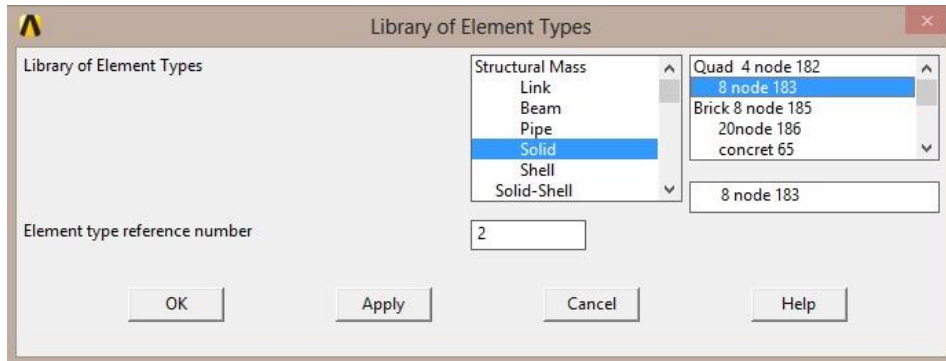 Library of Element Types
Library of Element Types
Structural Mass
Link
Beam
Pipe
Solid
Shell
Solid-Shell
Quad 4 node 182
8 node 183
Brick 8 node 185
20node 186
concret 65
8 node 183
Element type reference number
2
OK
Apply
Cancel
Help